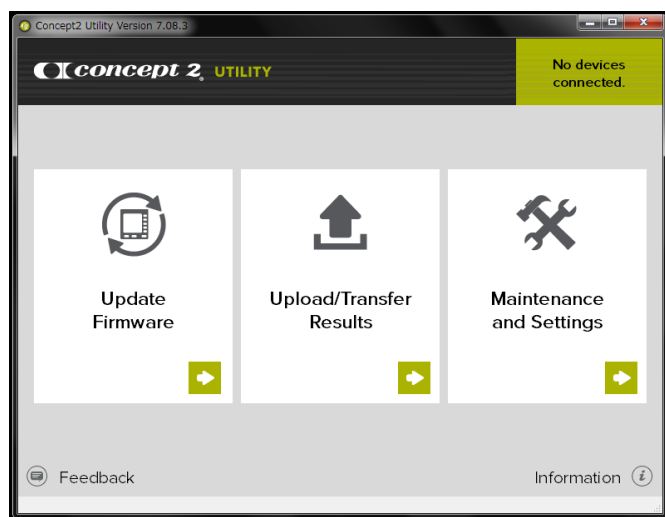 Concept2 Utility Version 7.08.3
concept 2 UTILITY
No devices
connected.
Update
Firmware
Upload/Transfer
Results
Maintenance
and Settings
Feedback
Information